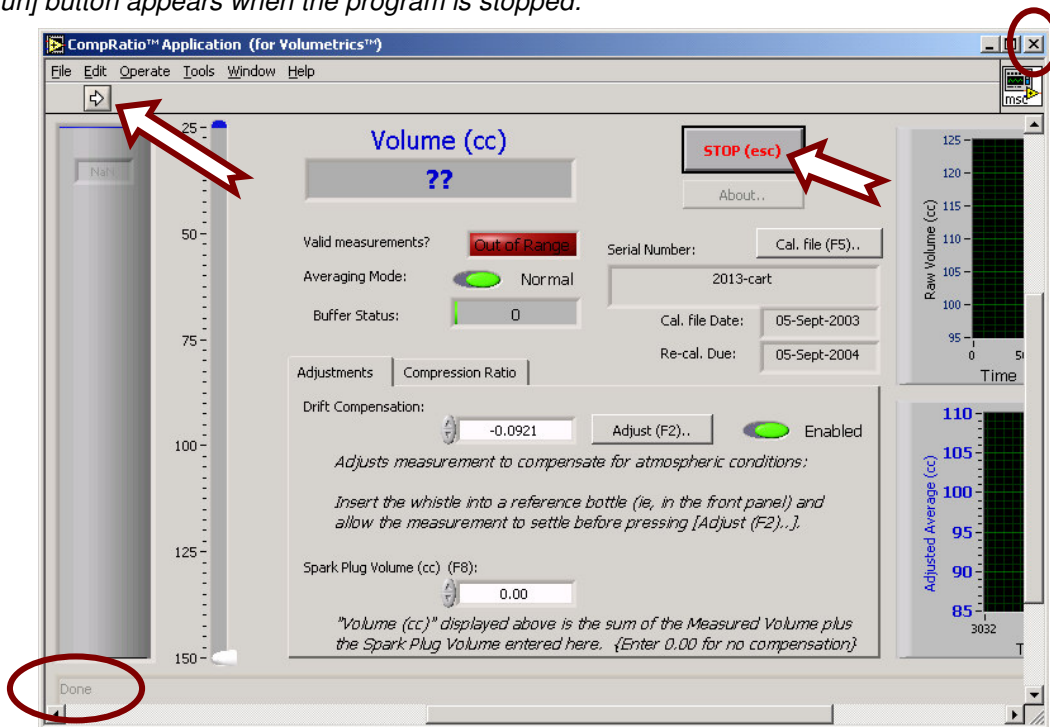 un] button appears when the program is stopped.
CompRatio™ Application (for Volumetrics™)
File Edit Operate Tools Window Help
msc
NaN
25
50
75
100
125
150
Volume (cc)
??
STOP (esc)
About..
Valid measurements? Out of Range
Averaging Mode: Normal
Buffer Status: 0
Serial Number: Cal. file (F5)..
2013-cart
Cal. file Date: 05-Sept-2003
Re-cal. Due: 05-Sept-2004
Adjustments Compression Ratio
Drift Compensation:
-0.0921 Adjust (F2).. Enabled
Adjusts measurement to compensate for atmospheric conditions:
Insert the whistle into a reference bottle (ie, in the front panel) and
allow the measurement to settle before pressing [Adjust (F2)..].
Spark Plug Volume (cc) (F8):
0.00
"Volume (cc)" displayed above is the sum of the Measured Volume plus
the Spark Plug Volume entered here. {Enter 0.00 for no compensation}
Raw Volume (cc)
125
120
115
110
105
100
95
0
Time
Adjusted Average (cc)
110
105
100
95
90
85
3032
Done